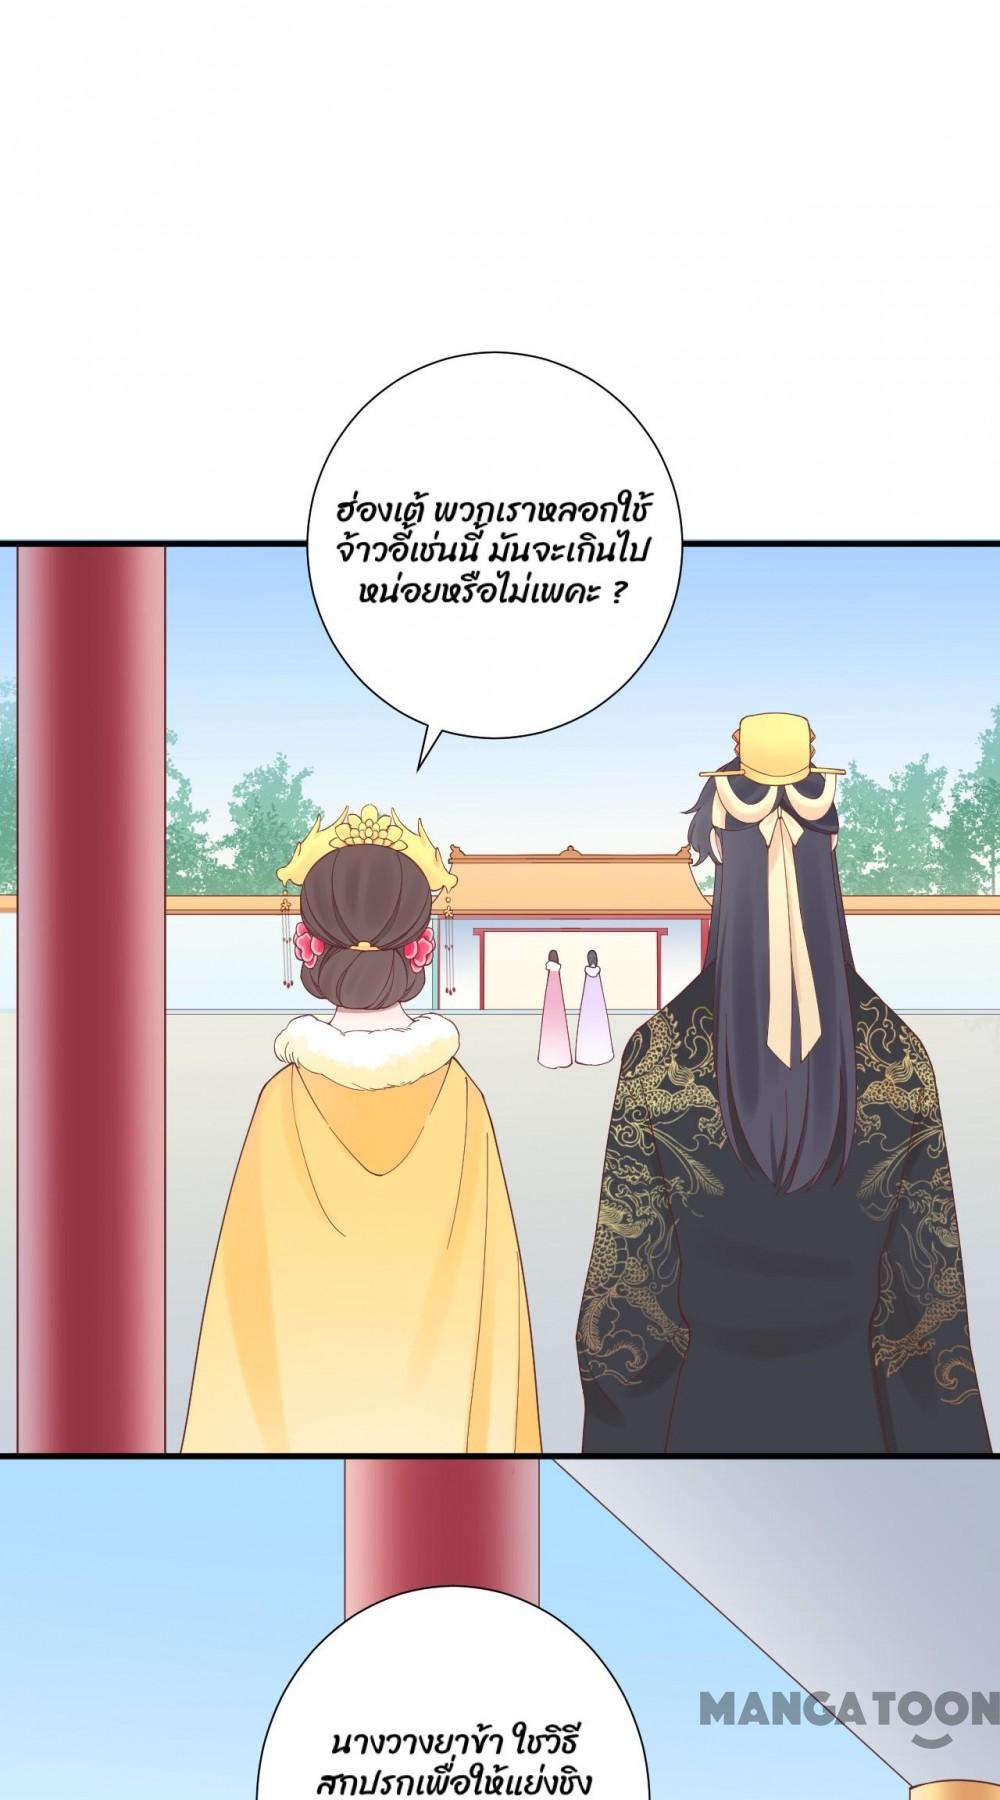 ฮ่องเต้ พวกเราหลอกใช้
จ้าวอี้เช่นนี้ มันจะเกินไป
หน่อยหรือไม่เพคะ ?
MANGATOON
นางวางยาข้า ใชวิธี
สกปรกเพื่อให้แย่งชิง